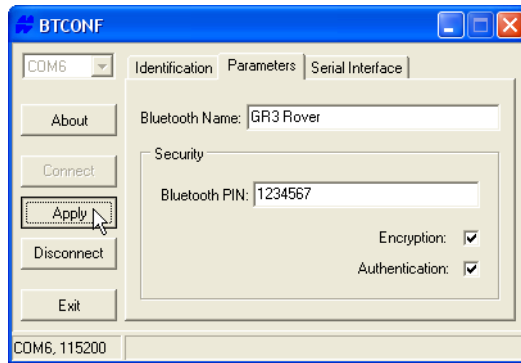 BTCONF
COM6
Identification
Parameters
Serial Interface
About
Bluetooth Name: GR3 Rover
Security
Connect
Bluetooth PIN: 1234567
Apply
Encryption:
Disconnect
Authentication:
Exit
COM6, 115200